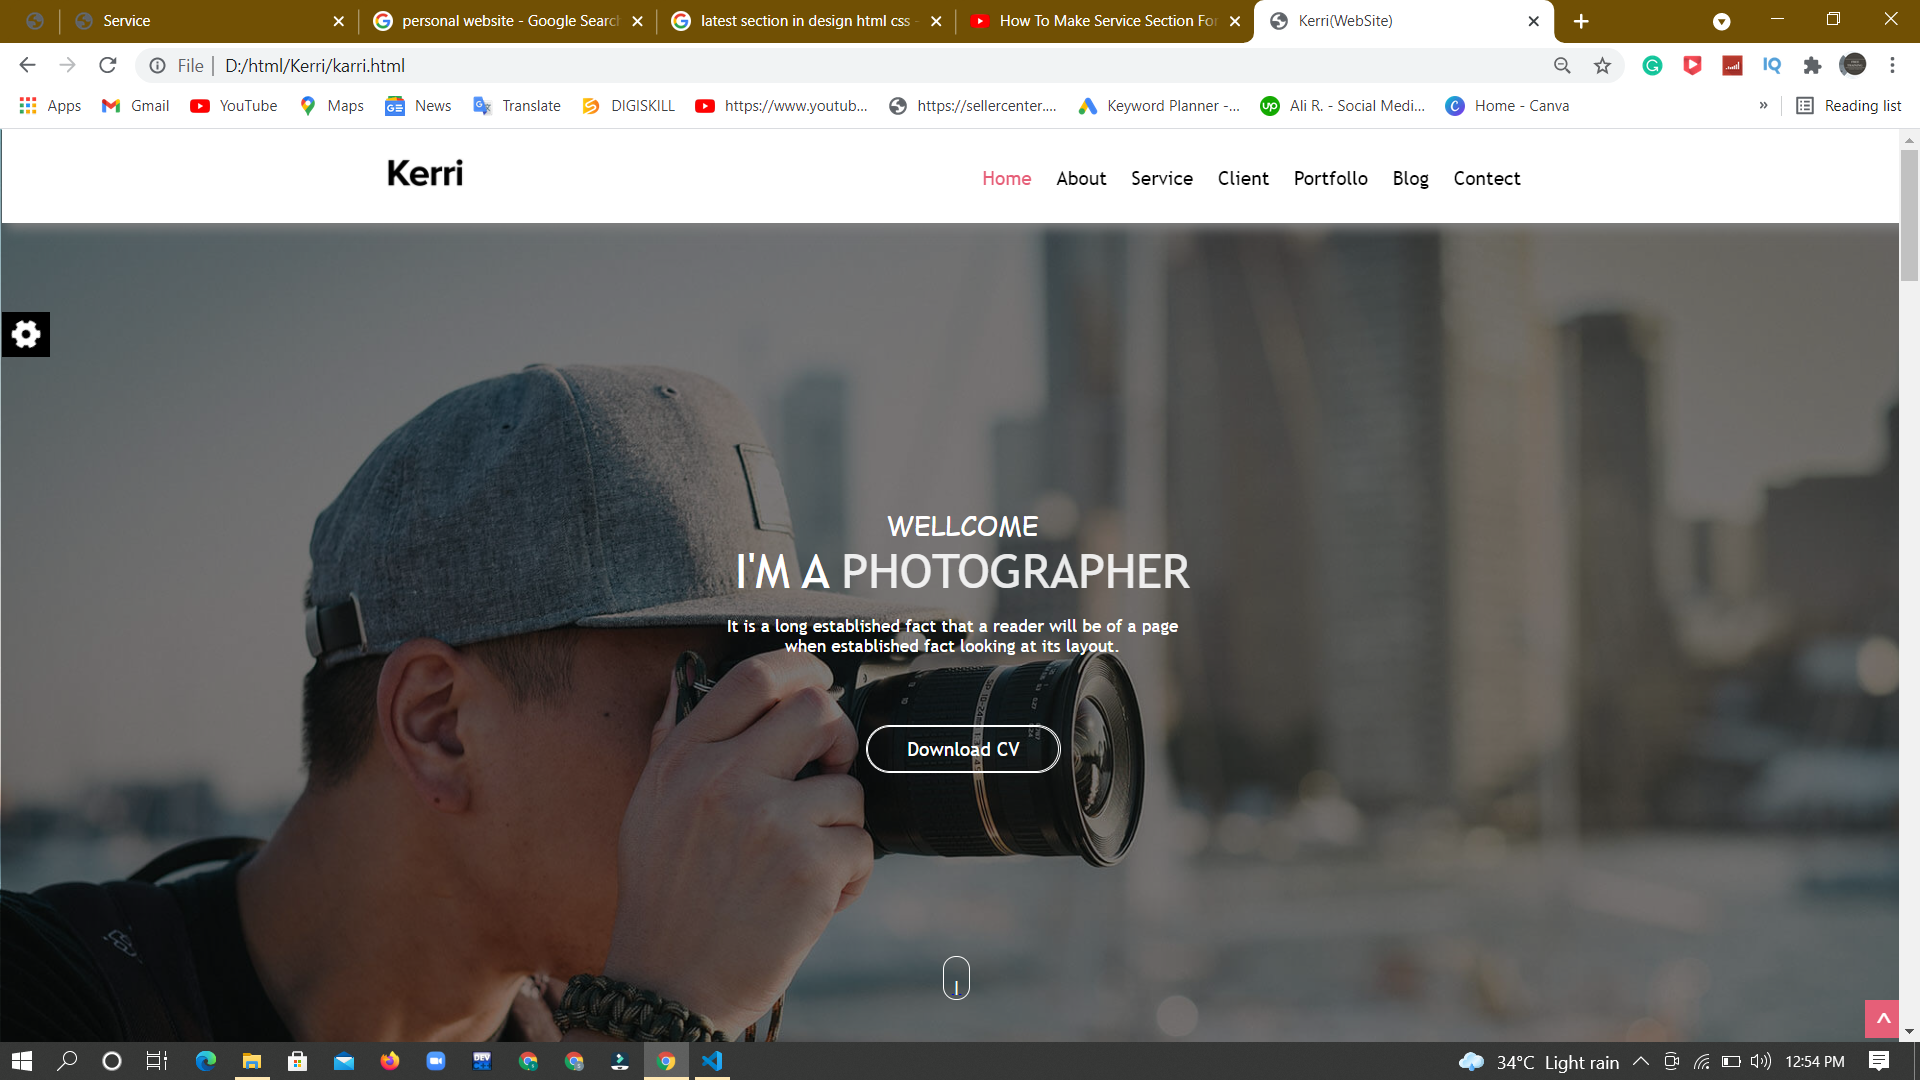 Service
personal website - Google Search
latest section in design html css -
How To Make Service Section For
Kerri(WebSite)
File | D:/html/Kerri/karri.html
Apps Gmail YouTube Maps News Translate DIGISKILL https://www.youtub... https://sellercenter.... Keyword Planner -... Ali R. - Social Medi... Home - Canva » Reading list
Kerri
Home About Service Client Portfollo Blog Contect
WELLCOME
I'M A PHOTOGRAPHER
It is a long established fact that a reader will be of a page
when established fact looking at its layout.
Download CV
34°C Light rain 12:54 PM